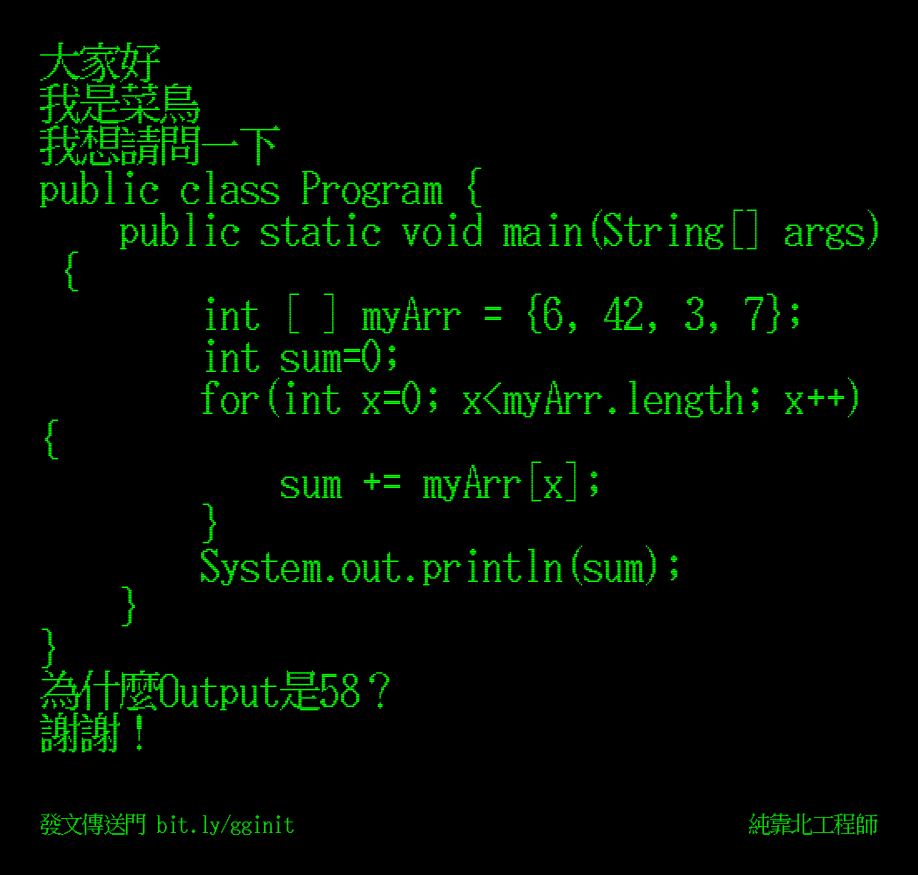 大家好
我是菜鳥
我想請問一下
public class Program {
    public static void main(String[] args)
 {
        int [ ] myArr = {6, 42, 3, 7};
        int sum=0;
        for(int x=0; x<myArr.length; x++)
{
            sum += myArr[x];
        }
        System.out.println(sum);
    }
}
為什麼Output是58？
謝謝！
發文傳送門 bit.ly/gginit
純靠北工程師